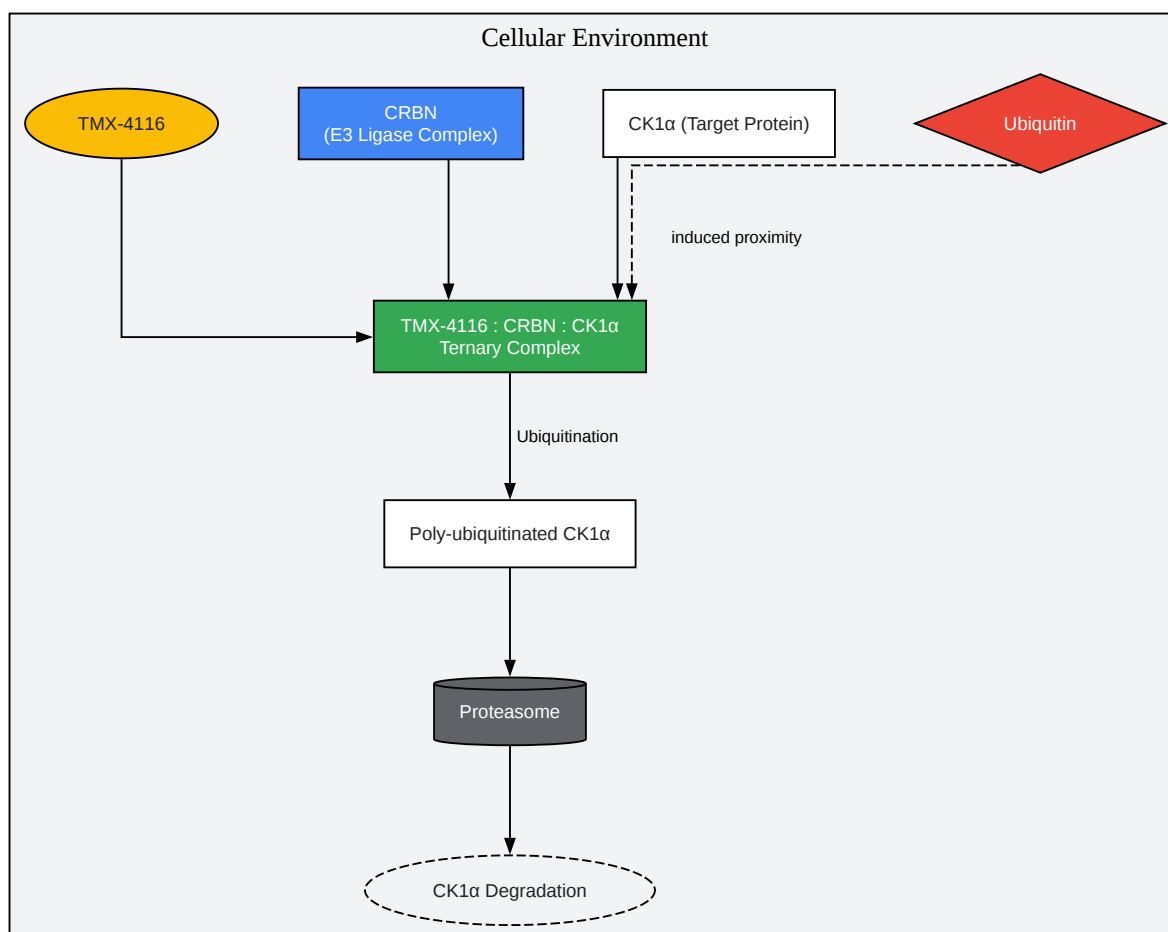 Cellular Environment
TMX-4116
CRBN
(E3 Ligase Complex)
CK1α (Target Protein)
Ubiquitin
induced proximity
TMX-4116 : CRBN : CK1α
Ternary Complex
Ubiquitination
Poly-ubiquitinated CK1α
Proteasome
CK1α Degradation